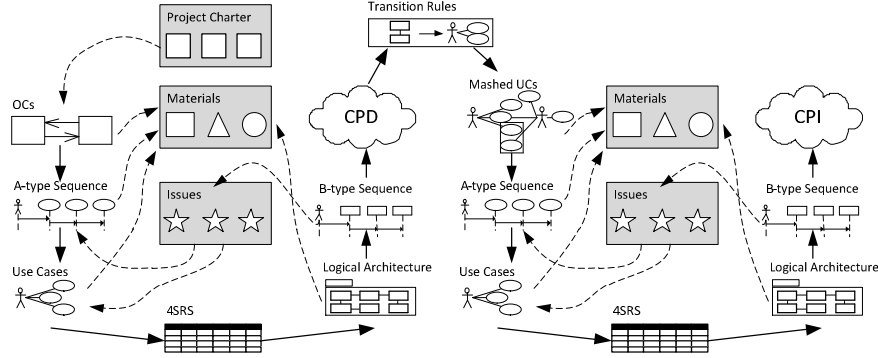 Project Charter
Transition Rules
OCs
Materials
CPD
Mashed UCs
Materials
CPI
A-type Sequence
Issues
B-type Sequence
A-type Sequence
Issues
B-type Sequence
Use Cases
Logical Architecture
Use Cases
Logical Architecture
4SRS
4SRS